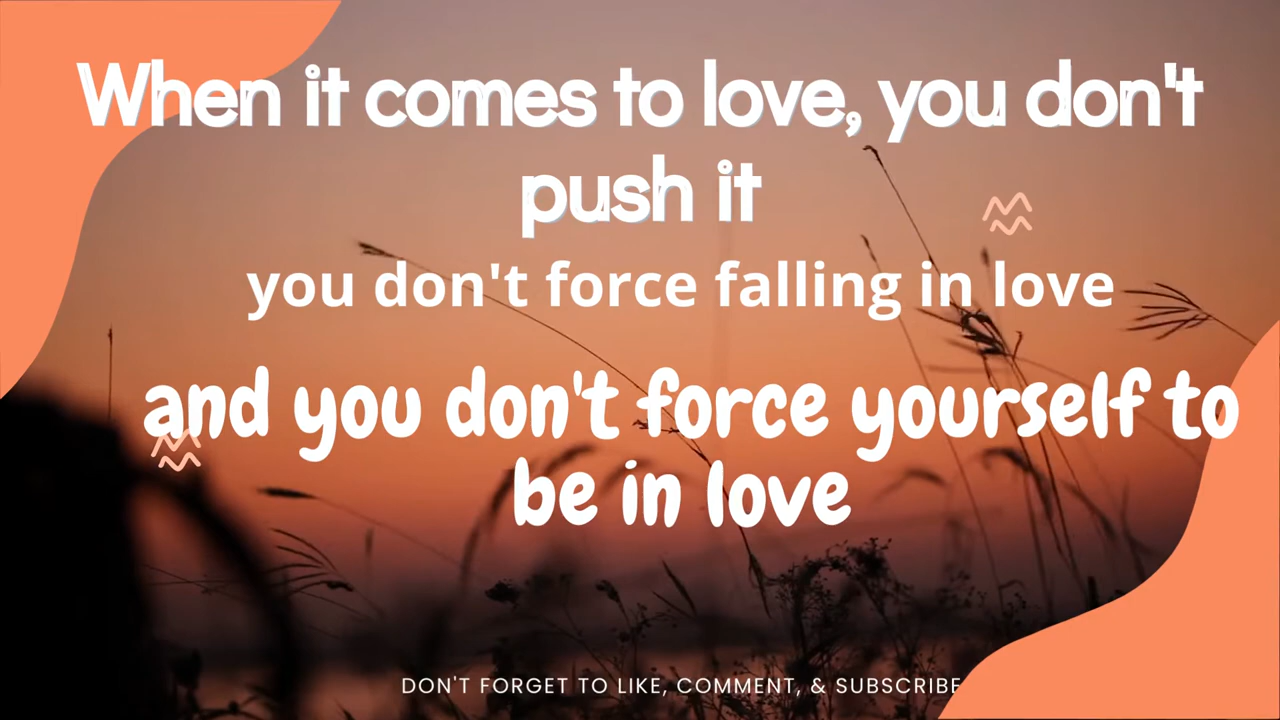 When it comes to love, you don't
push it
you don't force falling in love
and you don't force yourself to
be in love
DON'T FORGET TO LIKE, COMMENT, & SUBSCRIBE